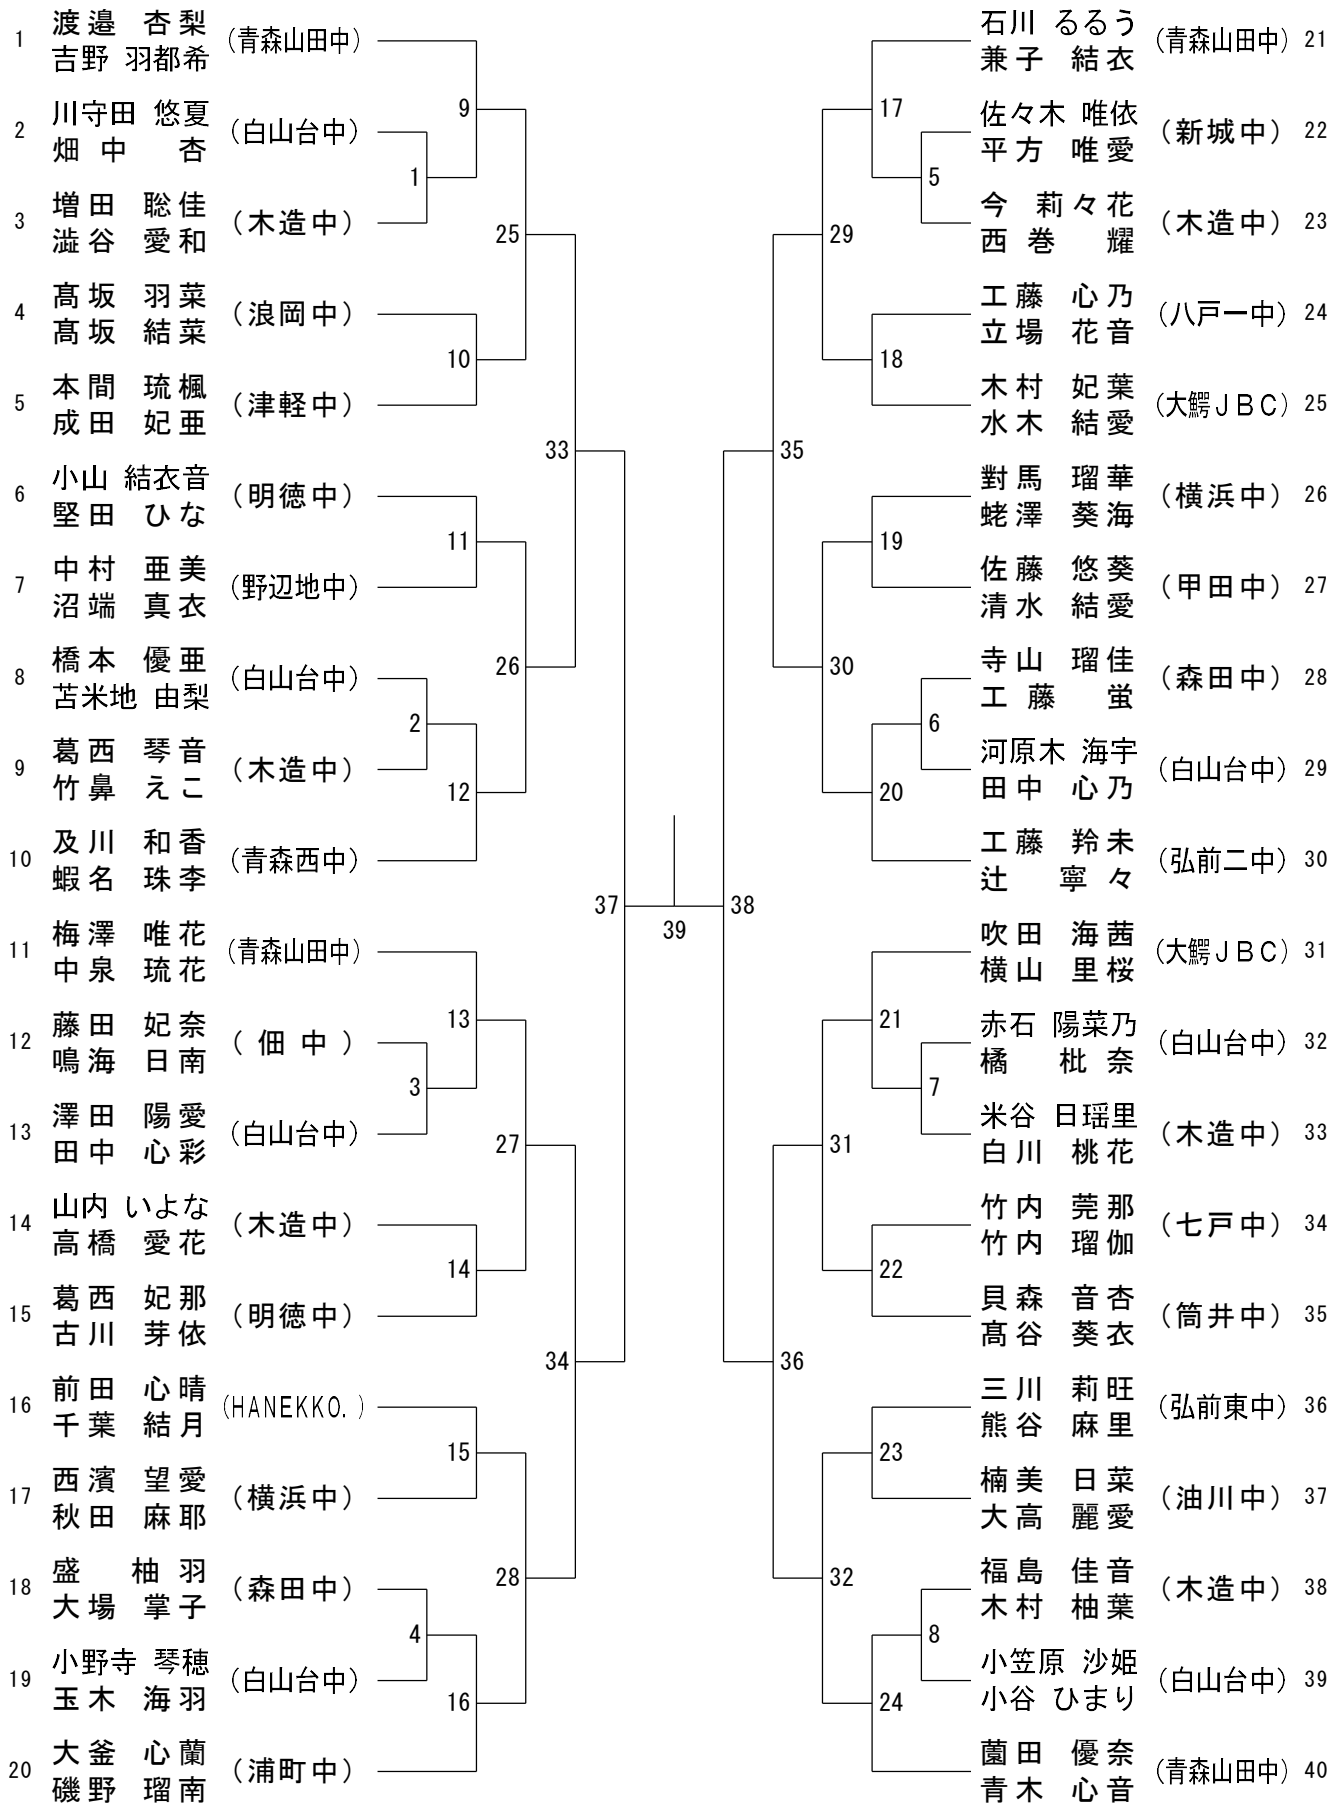 1 渡邉 杏梨 (青森山田中)
吉野 羽都希
2 川守田 悠夏 (白山台中)
畑中 杏
3 増田 聡佳 (木造中)
澁谷 愛和
4 髙坂 羽菜 (浪岡中)
髙坂 結菜
5 本間 琉楓 (津軽中)
成田 妃亜
6 小山 結衣音 (明徳中)
堅田 ひな
7 中村 亜美 (野辺地中)
沼端 真衣
8 橋本 優亜 (白山台中)
苫米地 由梨
9 葛西 琴音 (木造中)
竹鼻 えこ
10 及川 和香 (青森西中)
蝦名 珠李
11 梅澤 唯花 (青森山田中)
中泉 琉花
12 藤田 妃奈 (佃中)
鳴海 日南
13 澤田 陽愛 (白山台中)
田中 心彩
14 山内 いよな (木造中)
高橋 愛花
15 葛西 妃那 (明徳中)
古川 芽依
16 前田 心晴 (HANEKKO.)
千葉 結月
17 西濱 望愛 (横浜中)
秋田 麻耶
18 盛 柚羽 (森田中)
大場 掌子
19 小野寺 琴穂 (白山台中)
玉木 海羽
20 大釜 心蘭 (浦町中)
磯野 瑠南
1
2
3
4
9
10
11
12
13
14
15
16
25
26
27
28
33
34
37
39
38
35
36
29
30
31
32
17
18
19
20
21
22
23
24
5
6
7
8
石川 るるう (青森山田中) 21
兼子 結衣
佐々木 唯依 (新城中) 22
平方 唯愛
今 莉々花 (木造中) 23
西巻 耀
工藤 心乃 (八戸一中) 24
立場 花音
木村 妃葉 (大鰐ＪＢＣ) 25
水木 結愛
對馬 瑠華 (横浜中) 26
蛯澤 葵海
佐藤 悠葵 (甲田中) 27
清水 結愛
寺山 瑠佳 (森田中) 28
工藤 蛍
河原木 海宇 (白山台中) 29
田中 心乃
工藤 羚未 (弘前二中) 30
辻 寧々
吹田 海茜 (大鰐ＪＢＣ) 31
横山 里桜
赤石 陽菜乃 (白山台中) 32
橘 枇奈
米谷 日瑶里 (木造中) 33
白川 桃花
竹内 莞那 (七戸中) 34
竹内 瑠伽
貝森 音杏 (筒井中) 35
髙谷 葵衣
三川 莉旺 (弘前東中) 36
熊谷 麻里
楠美 日菜 (油川中) 37
大高 麗愛
福島 佳音 (木造中) 38
木村 柚葉
小笠原 沙姫 (白山台中) 39
小谷 ひまり
薗田 優奈 (青森山田中) 40
青木 心音